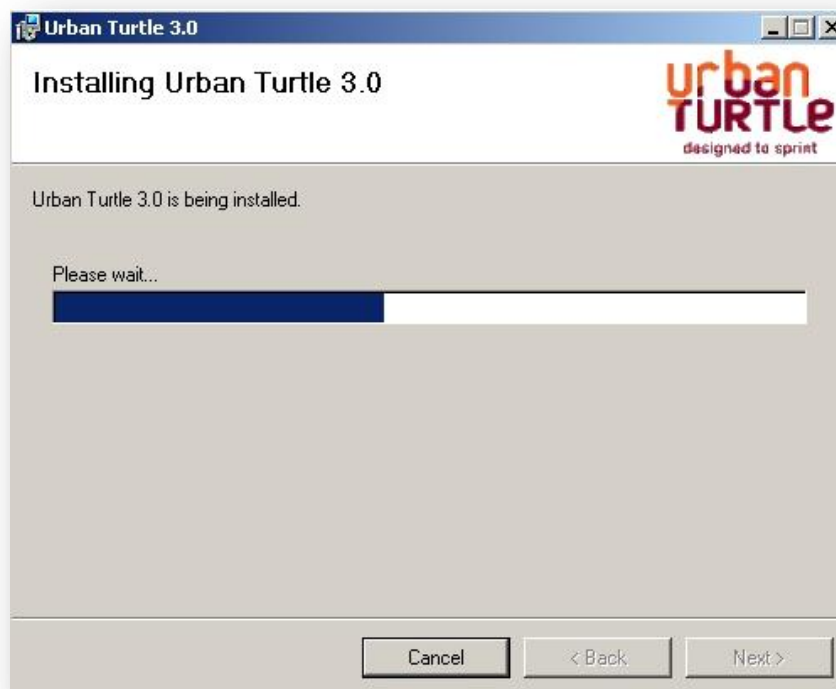 Urban Turtle 3.0
Installing Urban Turtle 3.0
urban
TURTLe
designed to sprint
Urban Turtle 3.0 is being installed.
Please wait...
Cancel
< Back
Next >